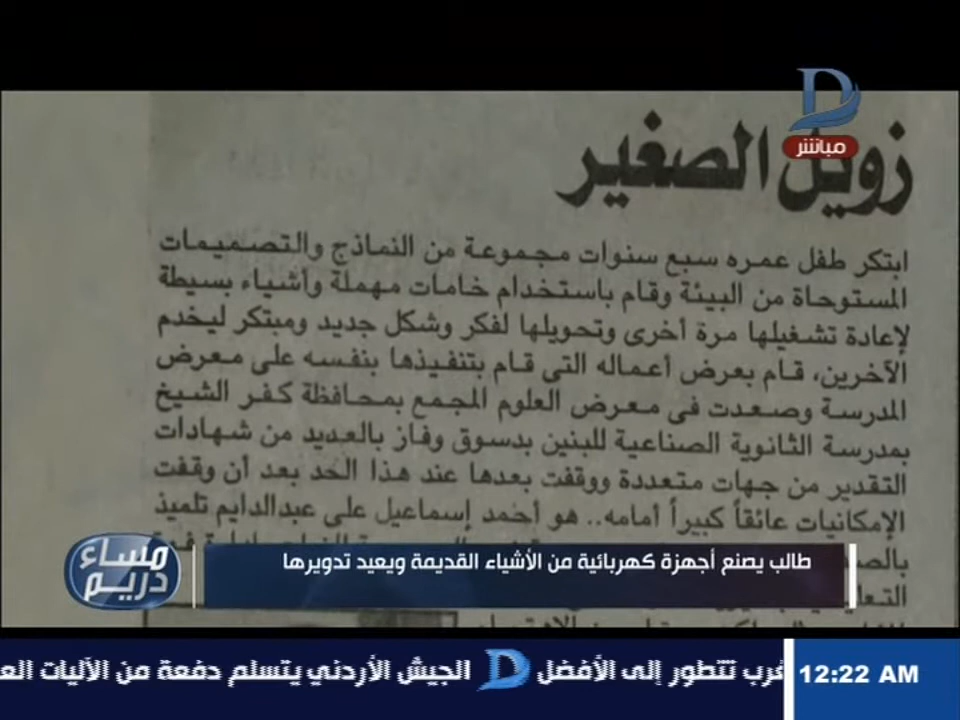 مباشر
زويل الصغير
ابتكر طفل عمره سبع سنوات مجموعة من النماذج والتصميمات
المستوحاة من البيئة وقام باستخدام خامات مهملة وأشياء بسيطة
لإعادة تشغيلها مرة أخرى وتحويلها لفكر وشكل جديد ومبتكر ليخدم
الآخرين، قام بعرض أعماله التى قام بتنفيذها بنفسه على معرض
المدرسة وصعدت فى معرض العلوم المجمع بمحافظة كفر الشيخ
بمدرسة الثانوية الصناعية للبنين بدسوق وفاز بالعديد من شهادات
التقدير من جهات متعددة ووقفت بعدها عند هذا الحد بعد أن وقفت
الإمكانيات عائقاً كبيراً أمامه.. هو أحمد إسماعيل على عبدالدايم تلميذ
مساء دريم
طالب يصنع أجهزة كهربائية من الأشياء القديمة ويعيد تدويرها
غرب تتطور إلى الأفضل الجيش الأردني يتسلم دفعة من الآليات
12:22 AM